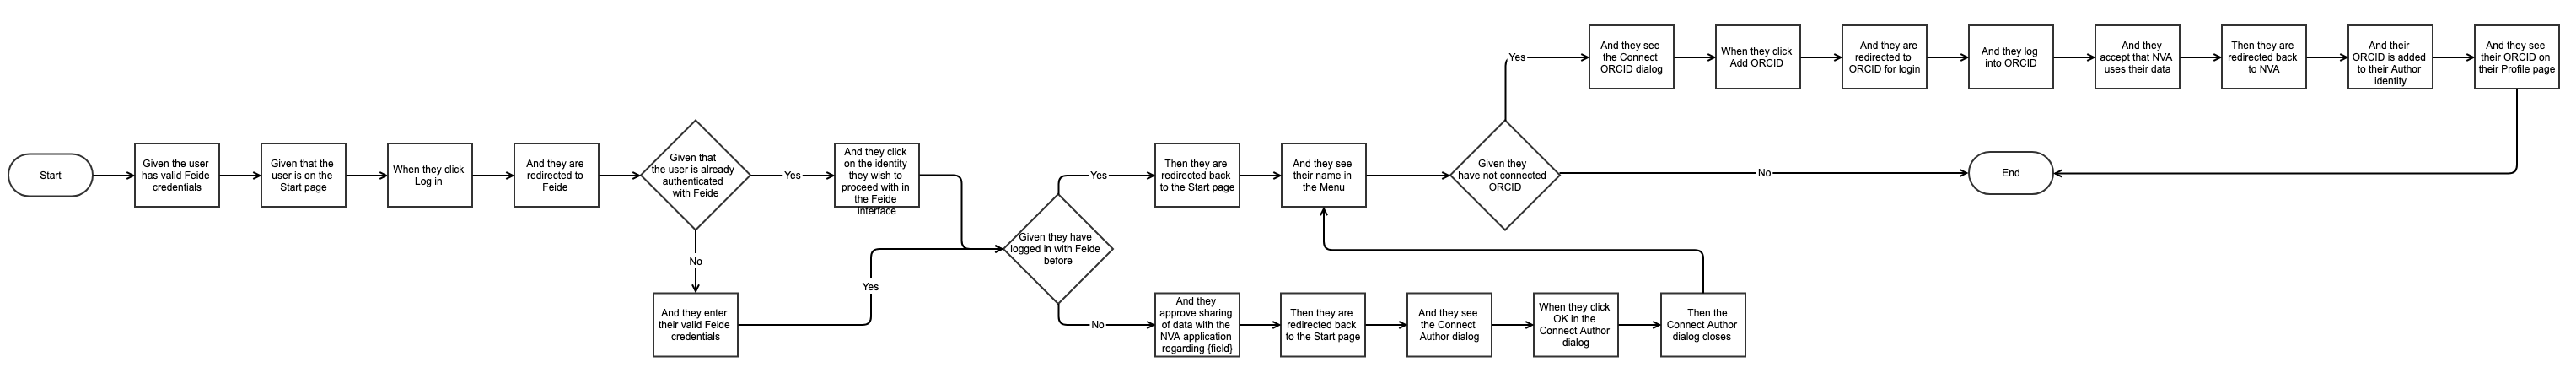 Start
Given the user
has valid Feide
credentials
Given that the
user is on the
Start page
When they click
Log in
And they are
redirected to
Feide
Given that
the user is already
authenticated
with Feide
Yes
And they click
on the identity
they wish to
proceed with in
the Feide
interface
No
And they enter
their valid Feide
credentials
Yes
Given they have
logged in with Feide
before
Yes
Then they are
redirected back
to the Start page
And they see
their name in
the Menu
No
And they
approve sharing
of data with the
NVA application
regarding {field}
Then they are
redirected back
to the Start page
And they see
the Connect
Author dialog
When they click
OK in the
Connect Author
dialog
Then the
Connect Author
dialog closes
Given they
have not connected
ORCID
Yes
And they see
the Connect
ORCID dialog
When they click
Add ORCID
And they are
redirected to
ORCID for login
And they log
into ORCID
And they
accept that NVA
uses their data
Then they are
redirected back
to NVA
And their
ORCID is added
to their Author
identity
And they see
their ORCID on
their Profile page
No
End